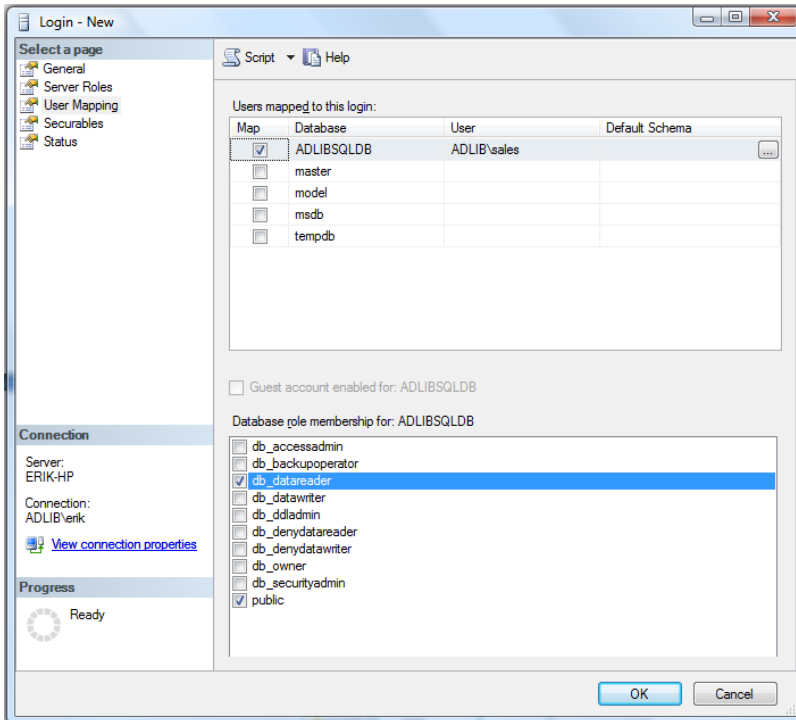 Login - New
Select a page
General
Server Roles
User Mapping
Securables
Status
Script Help
Users mapped to this login:
Map Database User Default Schema
ADLIBSQLDB ADLIB\sales ...
master
model
msdb
tempdb
Guest account enabled for: ADLIBSQLDB
Database role membership for: ADLIBSQLDB
db_accessadmin
db_backupoperator
db_datareader
db_datawriter
db_ddladmin
db_denydatareader
db_denydatawriter
db_owner
db_securityadmin
public
Connection
Server:
ERIK-HP
Connection:
ADLIB\erik
View connection properties
Progress
Ready
OK Cancel